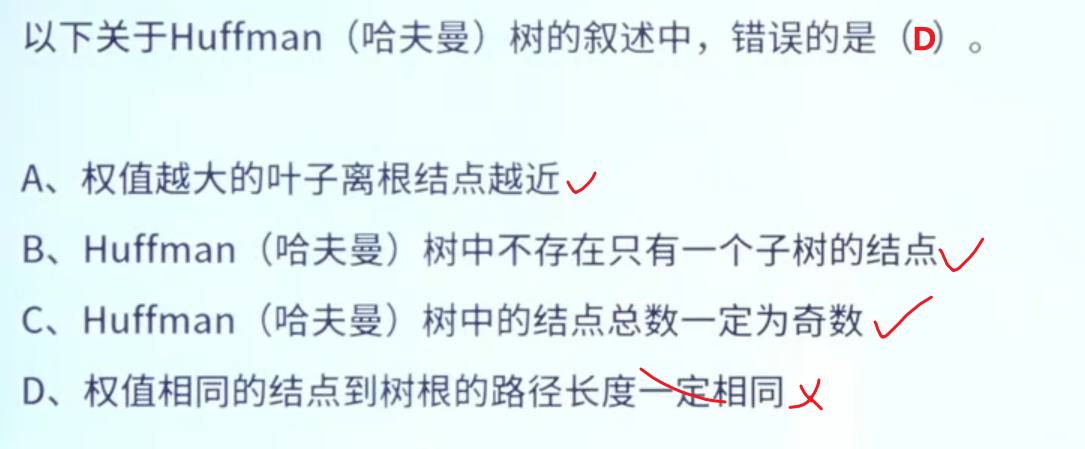 以下关于Huffman（哈夫曼）树的叙述中，错误的是（D）。
A、权值越大的叶子离根结点越近
B、Huffman（哈夫曼）树中不存在只有一个子树的结点
C、Huffman（哈夫曼）树中的结点总数一定为奇数
D、权值相同的结点到树根的路径长度一定相同